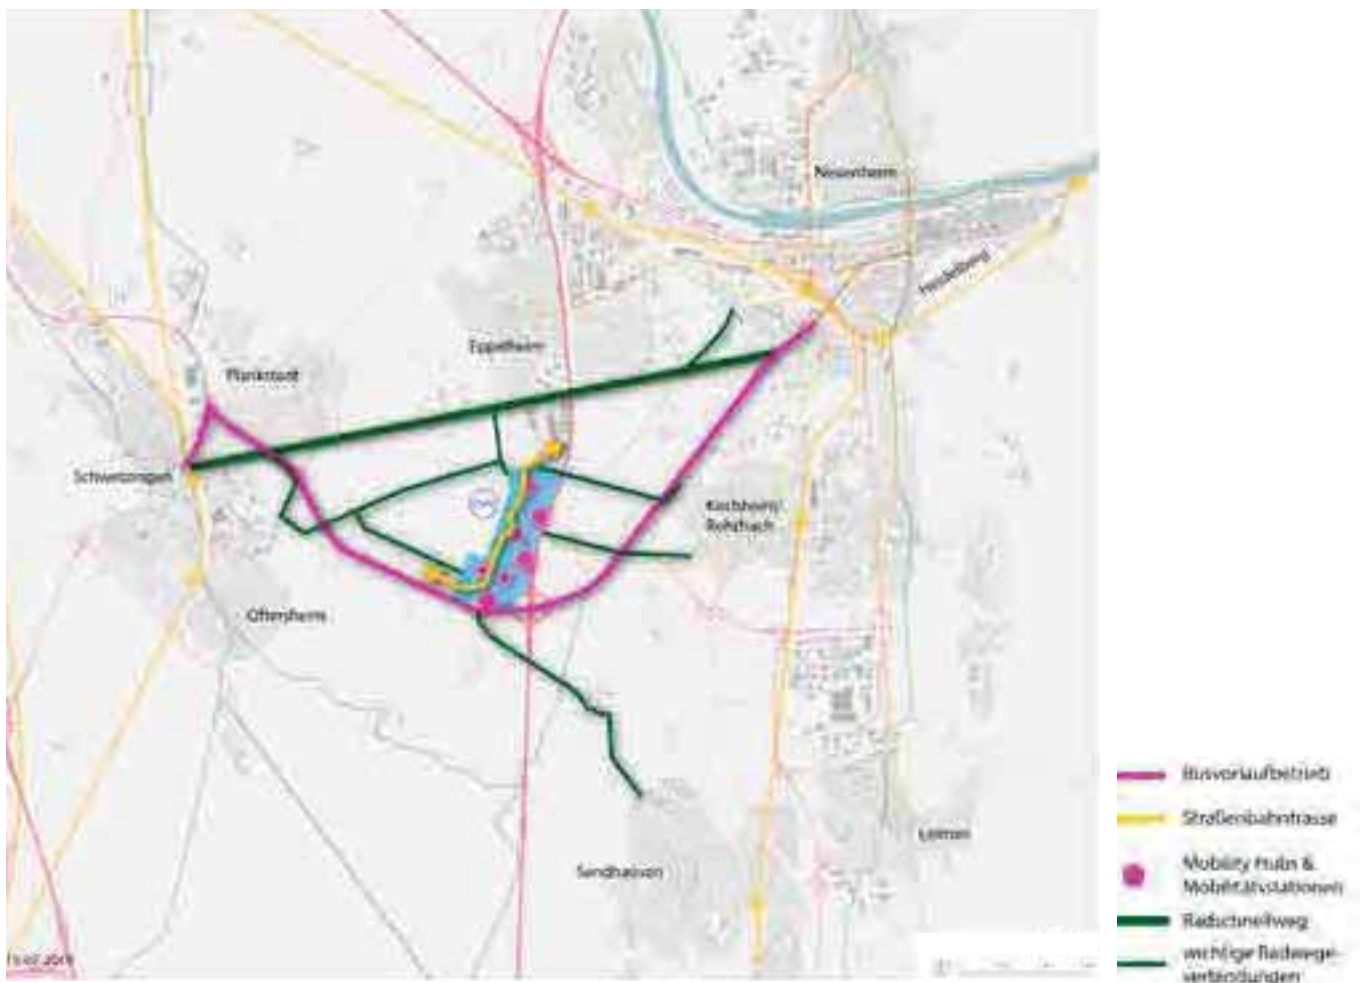 Neuenheim
Heidelberg
Eppelheim
Plankstadt
Schwetzingen
Kirchheim/
Rohrbach
Oftersheim
Leimen
Sandhausen
Busvorlaufbetrieb
Straßenbahntrasse
Mobility Hubs &
Mobilitätsstationen
Radschnellweg
wichtige Radwege-
verbindungen